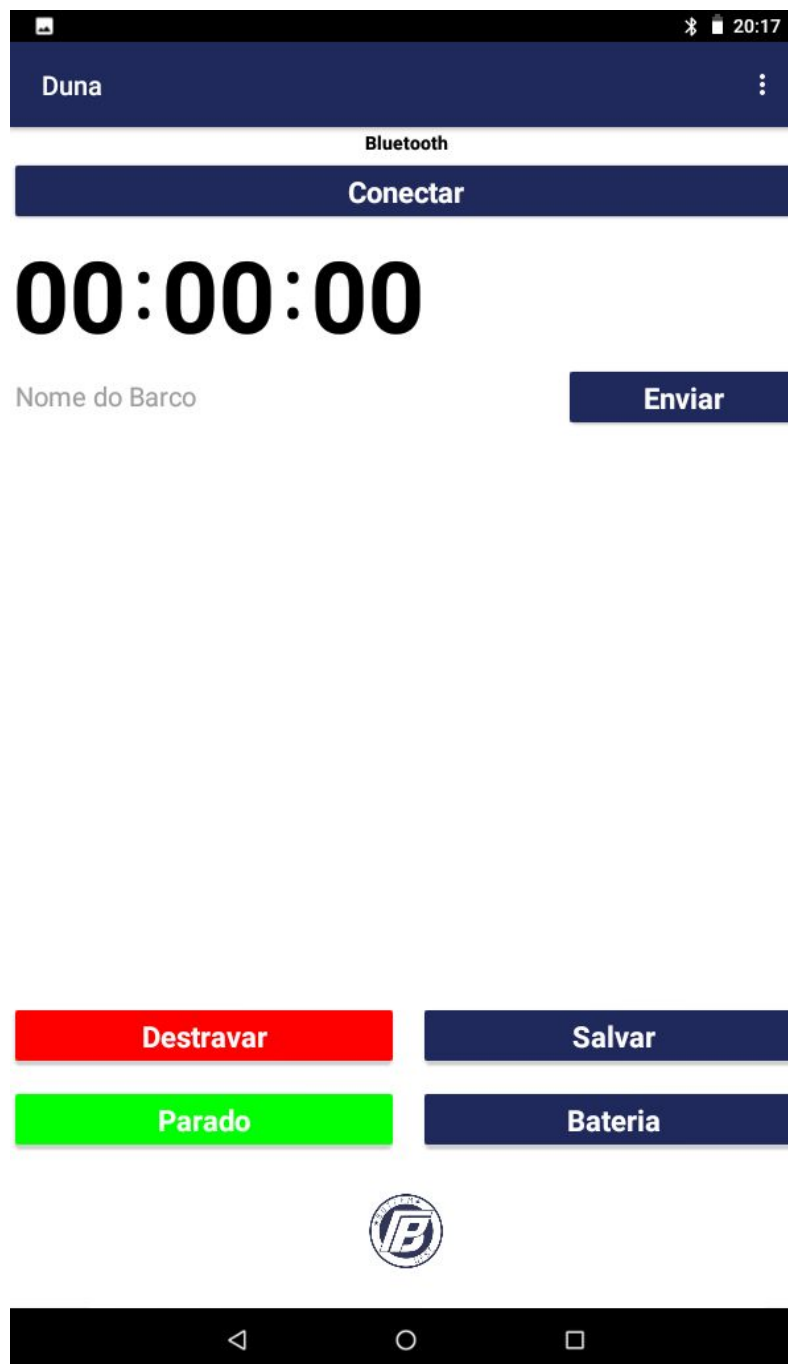 20:17
Duna
Bluetooth
Conectar
00:00:00
Nome do Barco
Enviar
Destravar
Salvar
Parado
Bateria